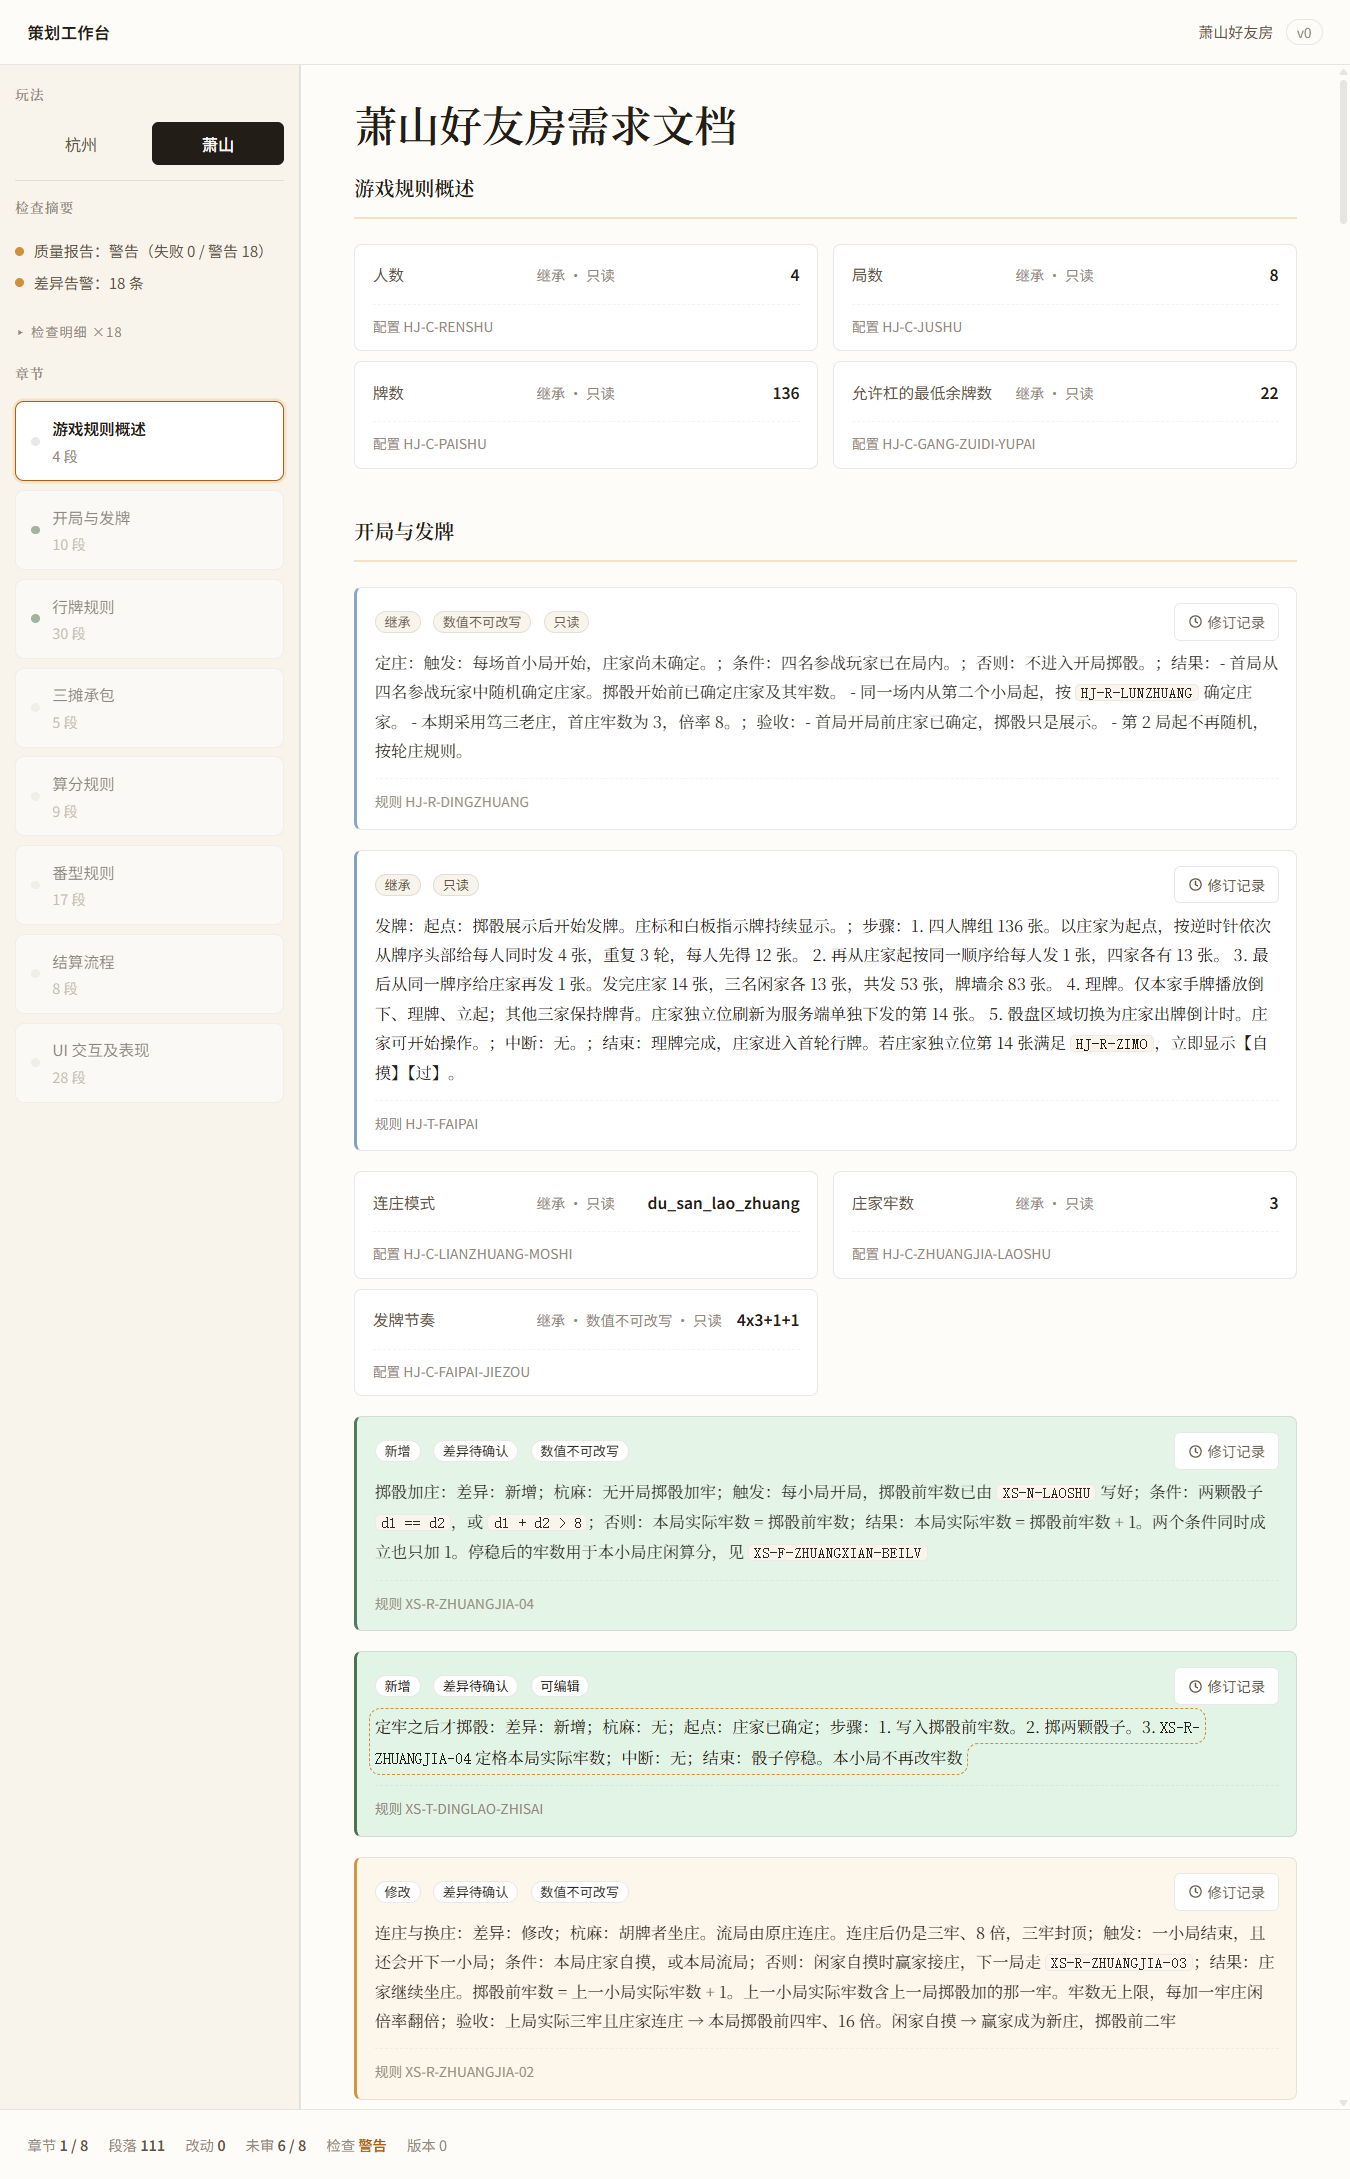 策划工作台
萧山好友房 v0
玩法
杭州 萧山
检查摘要
质量报告：警告（失败 0 / 警告 18）
差异告警：18 条
▸ 检查明细 ×18
章节
游戏规则概述
4 段
开局与发牌
10 段
行牌规则
30 段
三摊承包
5 段
算分规则
9 段
番型规则
17 段
结算流程
8 段
UI 交互及表现
28 段
萧山好友房需求文档
游戏规则概述
人数 继承 · 只读 4
配置 HJ-C-RENSHU
局数 继承 · 只读 8
配置 HJ-C-JUSHU
牌数 继承 · 只读 136
配置 HJ-C-PAISHU
允许杠的最低余牌数 继承 · 只读 22
配置 HJ-C-GANG-ZUIDI-YUPAI
开局与发牌
继承 数值不可改写 只读 修订记录
定庄：触发：每场首小局开始，庄家尚未确定。；条件：四名参战玩家已在局内。；否则：不进入开局掷骰。；结果：- 首局从
四名参战玩家中随机确定庄家。掷骰开始前已确定庄家及其牢数。 - 同一场内从第二个小局起，按 HJ-R-LUNZHUANG 确定庄
家。 - 本期采用笃三老庄，首庄牢数为 3，倍率 8。；验收：- 首局开局前庄家已确定，掷骰只是展示。 - 第 2 局起不再随机，
按轮庄规则。
规则 HJ-R-DINGZHUANG
继承 只读 修订记录
发牌：起点：掷骰展示后开始发牌。庄标和白板指示牌持续显示。；步骤：1. 四人牌组 136 张。以庄家为起点，按逆时针依次
从牌序头部给每人同时发 4 张，重复 3 轮，每人先得 12 张。 2. 再从庄家起按同一顺序给每人发 1 张，四家各有 13 张。 3. 最
后从同一牌序给庄家再发 1 张。发完庄家 14 张，三名闲家各 13 张，共发 53 张，牌墙余 83 张。 4. 理牌。仅本家手牌播放倒
下、理牌、立起；其他三家保持牌背。庄家独立位刷新为服务端单独下发的第 14 张。 5. 骰盘区域切换为庄家出牌倒计时。庄
家可开始操作。；中断：无。；结束：理牌完成，庄家进入首轮行牌。若庄家独立位第 14 张满足 HJ-R-ZIMO，立即显示【自
摸】【过】。
规则 HJ-T-FAIPAI
连庄模式 继承 · 只读 du_san_lao_zhuang
配置 HJ-C-LIANZHUANG-MOSHI
庄家牢数 继承 · 只读 3
配置 HJ-C-ZHUANGJIA-LAOSHU
发牌节奏 继承 · 数值不可改写 · 只读 4x3+1+1
配置 HJ-C-FAIPAI-JIEZOU
新增 差异待确认 数值不可改写 修订记录
掷骰加庄：差异：新增；杭麻：无开局掷骰加牢；触发：每小局开局，掷骰前牢数已由 XS-N-LAOSHU 写好；条件：两颗骰子
d1 == d2，或 d1 + d2 > 8；否则：本局实际牢数 = 掷骰前牢数；结果：本局实际牢数 = 掷骰前牢数 + 1。两个条件同时成
立也只加 1。停稳后的牢数用于本小局庄闲算分，见 XS-F-ZHUANGXIAN-BEILV
规则 XS-R-ZHUANGJIA-04
新增 差异待确认 可编辑 修订记录
定牢之后才掷骰：差异：新增；杭麻：无；起点：庄家已确定；步骤：1. 写入掷骰前牢数。2. 掷两颗骰子。3. XS-R-
ZHUANGJIA-04 定格本局实际牢数；中断：无；结束：骰子停稳。本小局不再改牢数
规则 XS-T-DINGLAO-ZHISAI
修改 差异待确认 数值不可改写 修订记录
连庄与换庄：差异：修改；杭麻：胡牌者坐庄。流局由原庄连庄。连庄后仍是三牢、8 倍，三牢封顶；触发：一小局结束，且
还会开下一小局；条件：本局庄家自摸，或本局流局；否则：闲家自摸时赢家接庄，下一局走 XS-R-ZHUANGJIA-03；结果：庄
家继续坐庄。掷骰前牢数 = 上一小局实际牢数 + 1。上一小局实际牢数含上一局掷骰加的那一牢。牢数无上限，每加一牢庄闲
倍率翻倍；验收：上局实际三牢且庄家连庄 → 本局掷骰前四牢、16 倍。闲家自摸 → 赢家成为新庄，掷骰前二牢
规则 XS-R-ZHUANGJIA-02
章节 1 / 8 段落 111 改动 0 未审 6 / 8 检查 警告 版本 0